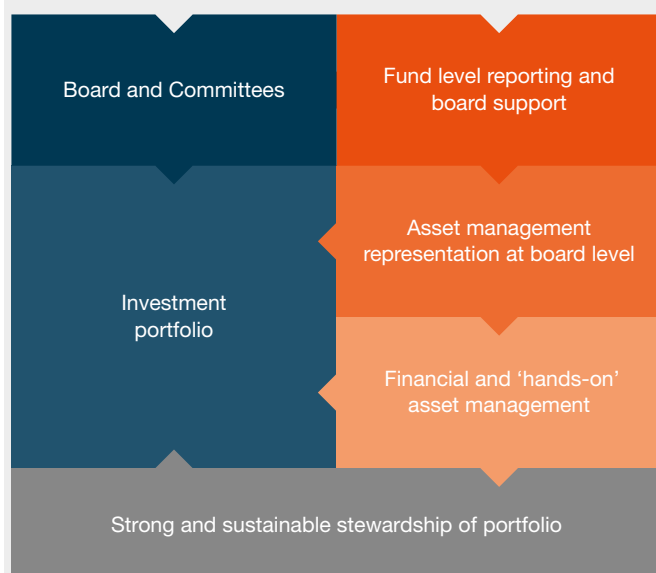 Board and Committees
Fund level reporting and
board support
Asset management
representation at board level
Investment
portfolio
Financial and ‘hands-on’
asset management
Strong and sustainable stewardship of portfolio